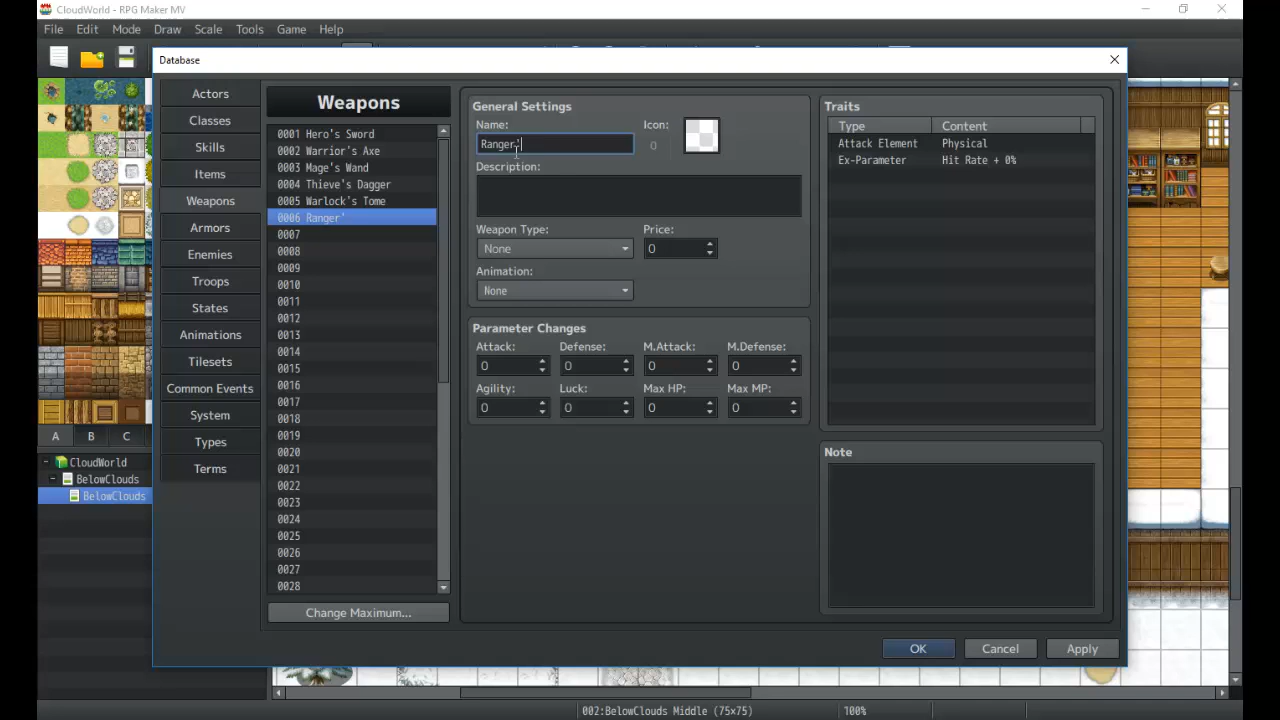 CloudWorld - RPG Maker MV
File Edit Mode Draw Scale Tools Game Help
Database
Actors
Classes
Skills
Items
Weapons
Armors
Enemies
Troops
States
Animations
Tilesets
Common Events
System
Types
Terms
Weapons
0001 Hero's Sword
0002 Warrior's Axe
0003 Mage's Wand
0004 Thieve's Dagger
0005 Warlock's Tome
0006 Ranger'
0007
0008
0009
0010
0011
0012
0013
0014
0015
0016
0017
0018
0019
0020
0021
0022
0023
0024
0025
0026
0027
0028
Change Maximum...
General Settings
Name: Icon:
Ranger' 0
Description:
Weapon Type: Price:
None 0
Animation:
None
Parameter Changes
Attack: Defense: M.Attack: M.Defense:
0 0 0 0
Agility: Luck: Max HP: Max MP:
0 0 0 0
Traits
Type Content
Attack Element Physical
Ex-Parameter Hit Rate + 0%
Note
OK Cancel Apply
A B C
CloudWorld
BelowClouds
BelowClouds
002:BelowClouds Middle (75x75) 100%